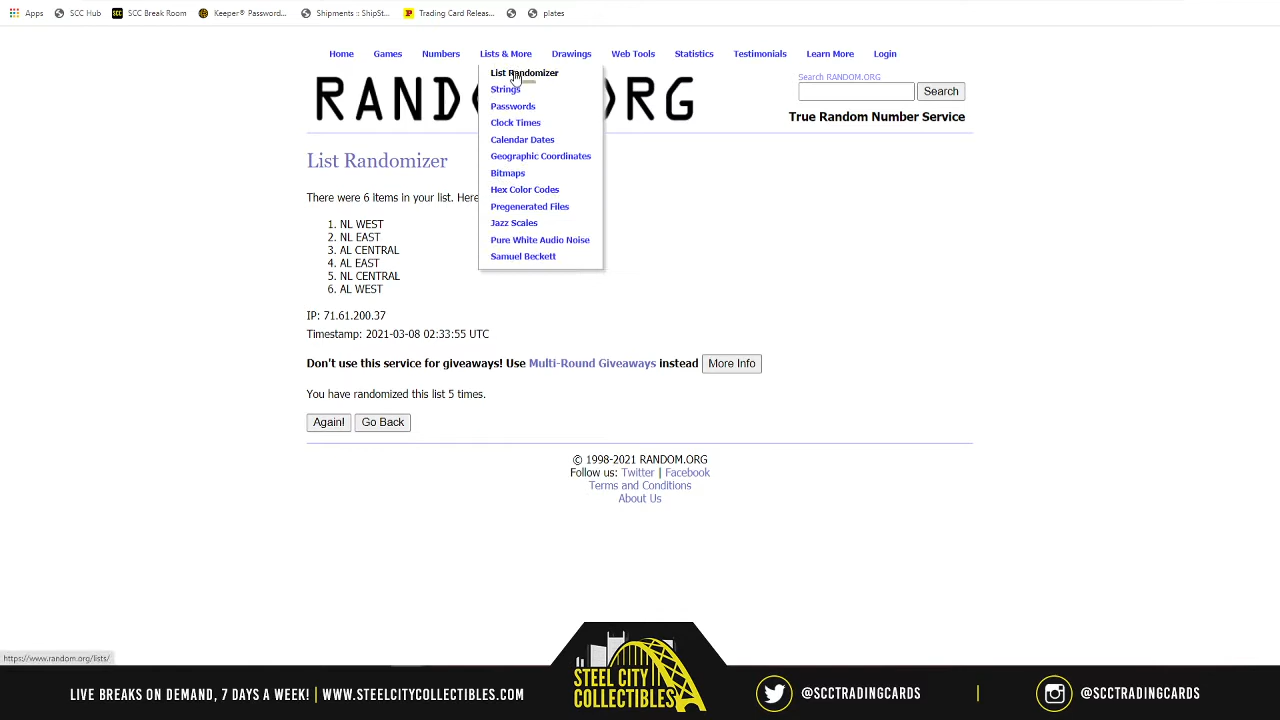 Apps SCC Hub SCC Break Room Keeper® Password... Shipments :: ShipSt... Trading Card Releas... plates
Home Games Numbers Lists & More Drawings Web Tools Statistics Testimonials Learn More Login
List Randomizer
Strings
Passwords
Clock Times
Calendar Dates
Geographic Coordinates
Bitmaps
Hex Color Codes
Pregenerated Files
Jazz Scales
Pure White Audio Noise
Samuel Beckett
Search RANDOM.ORG
Search
True Random Number Service
List Randomizer
There were 6 items in your list. Here
1. NL WEST
2. NL EAST
3. AL CENTRAL
4. AL EAST
5. NL CENTRAL
6. AL WEST
IP: 71.61.200.37
Timestamp: 2021-03-08 02:33:55 UTC
Don't use this service for giveaways! Use Multi-Round Giveaways instead More Info
You have randomized this list 5 times.
Again! Go Back
© 1998-2021 RANDOM.ORG
Follow us: Twitter | Facebook
Terms and Conditions
About Us
https://www.random.org/lists/
LIVE BREAKS ON DEMAND, 7 DAYS A WEEK! | WWW.STEELCITYCOLLECTIBLES.COM
STEEL CITY
COLLECTIBLES
@SCCTRADINGCARDS | @SCCTRADINGCARDS